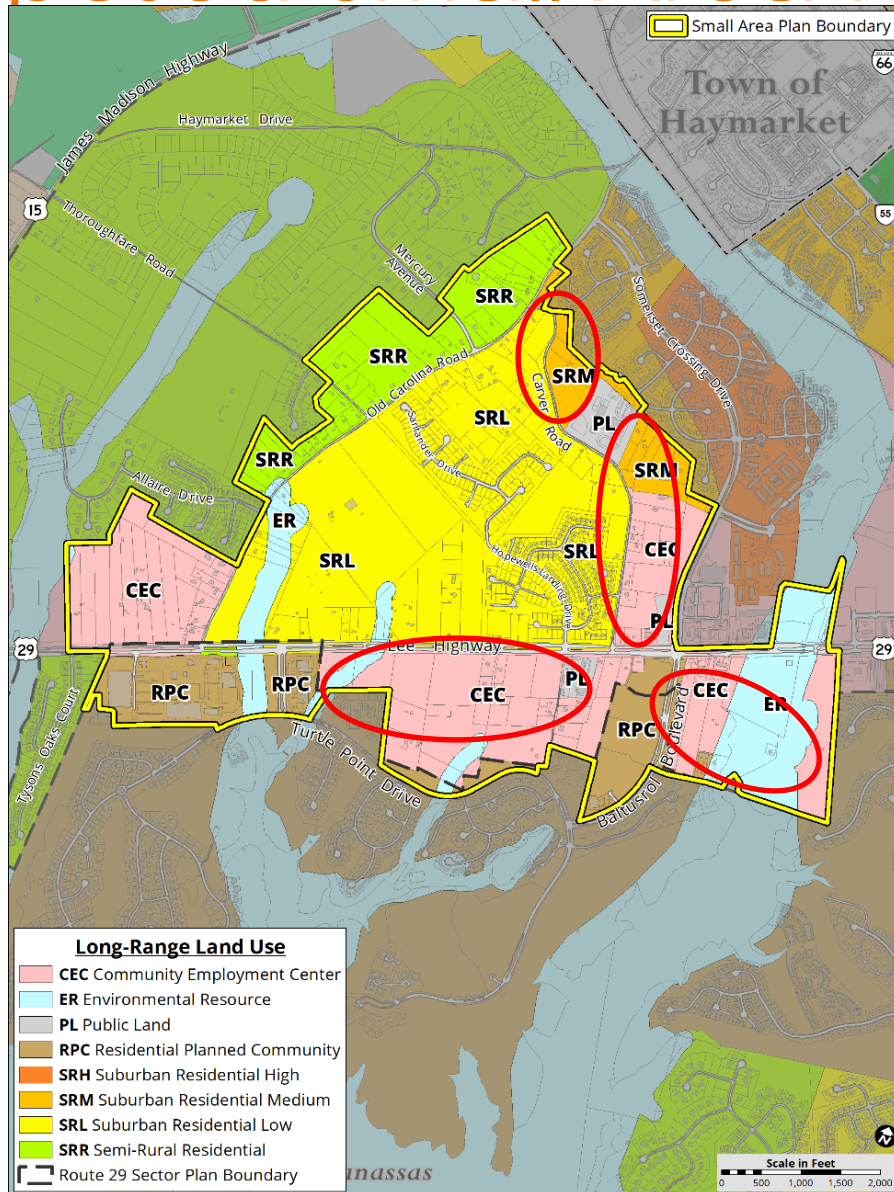 Small Area Plan Boundary
66
Town of
Haymarket
James Madison Highway
Haymarket Drive
15
55
Thoroughfare Road
Mercury
Avenue
SRR
Somerset Crossing Drive
SRR
Old Carolina Road
SRM
Carver Road
SRL
PL
Santander Drive
SRR
SRM
Allaire Drive
ER
SRL
SRL
CEC
Hopewells Landing Drive
CEC
PL
29
Lee Highway
29
RPC
RPC
CEC
PL
CEC
ER
RPC
Tysons Oaks Court
Turtle Point Drive
Baltusrol Boulevard
Long-Range Land Use
CEC Community Employment Center
ER Environmental Resource
PL Public Land
RPC Residential Planned Community
SRH Suburban Residential High
SRM Suburban Residential Medium
SRL Suburban Residential Low
SRR Semi-Rural Residential
Route 29 Sector Plan Boundary
nassas
N
Scale in Feet
0 500 1,000 1,500 2,000